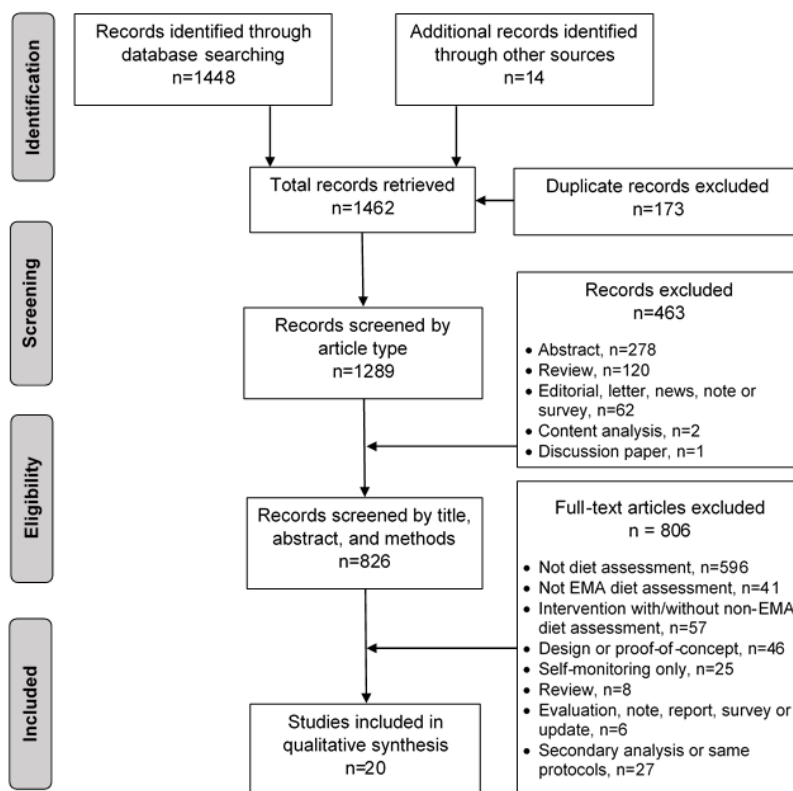 Identification
Records identified through
database searching
n=1448
Additional records identified
through other sources
n=14
Total records retrieved
n=1462
Duplicate records excluded
n=173
Screening
Records screened by
article type
n=1289
Records excluded
n=463
• Abstract, n=278
• Review, n=120
• Editorial, letter, news, note or
survey, n=62
• Content analysis, n=2
• Discussion paper, n=1
Eligibility
Records screened by title,
abstract, and methods
n=826
Full-text articles excluded
n = 806
• Not diet assessment, n=596
• Not EMA diet assessment, n=41
• Intervention with/without non-EMA
diet assessment, n=57
• Design or proof-of-concept, n=46
• Self-monitoring only, n=25
• Review, n=8
• Evaluation, note, report, survey or
update, n=6
• Secondary analysis or same
protocols, n=27
Included
Studies included in
qualitative synthesis
n=20